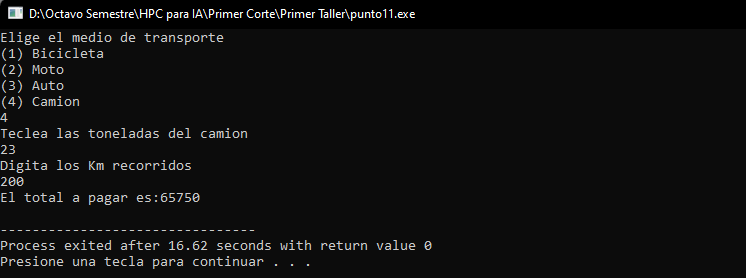 D:\Octavo Semestre\HPC para IA\Primer Corte\Primer Taller\punto11.exe
Elige el medio de transporte
(1) Bicicleta
(2) Moto
(3) Auto
(4) Camion
4
Teclea las toneladas del camion
23
Digita los Km recorridos
200
El total a pagar es:65750
--------------------------------
Process exited after 16.62 seconds with return value 0
Presione una tecla para continuar . . .